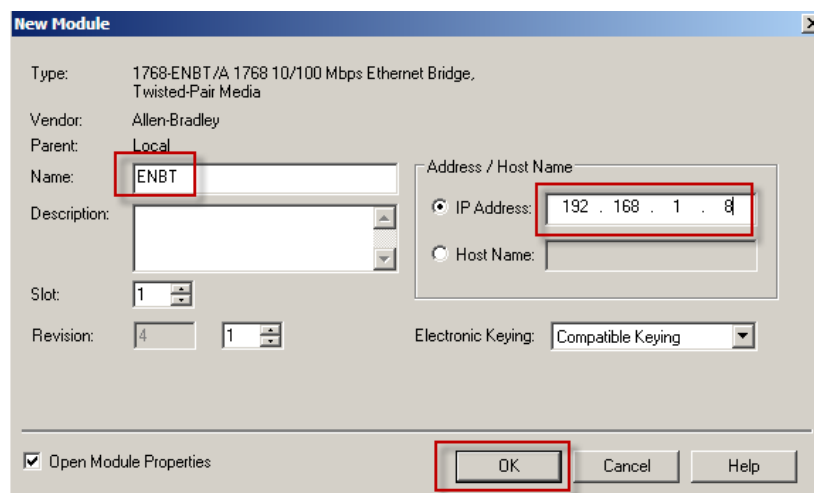 New Module
Type: 1768-ENBT/A 1768 10/100 Mbps Ethernet Bridge,
Twisted-Pair Media
Vendor: Allen-Bradley
Parent: Local
Name: ENBT
Address / Host Name
IP Address: 192 . 168 . 1 . 8
Description:
Host Name:
Slot: 1
Revision: 4 1
Electronic Keying: Compatible Keying
Open Module Properties
OK Cancel Help